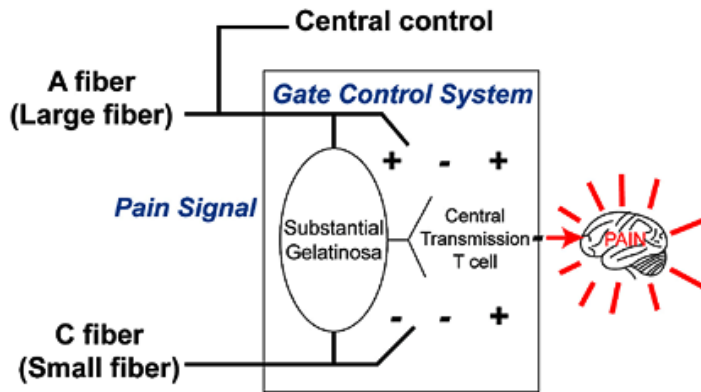 Central control
A fiber
(Large fiber)
Gate Control System
+ - +
Pain Signal
Substantial
Gelatinosa
Central
Transmission
T cell
-
PAIN
- - +
C fiber
(Small fiber)